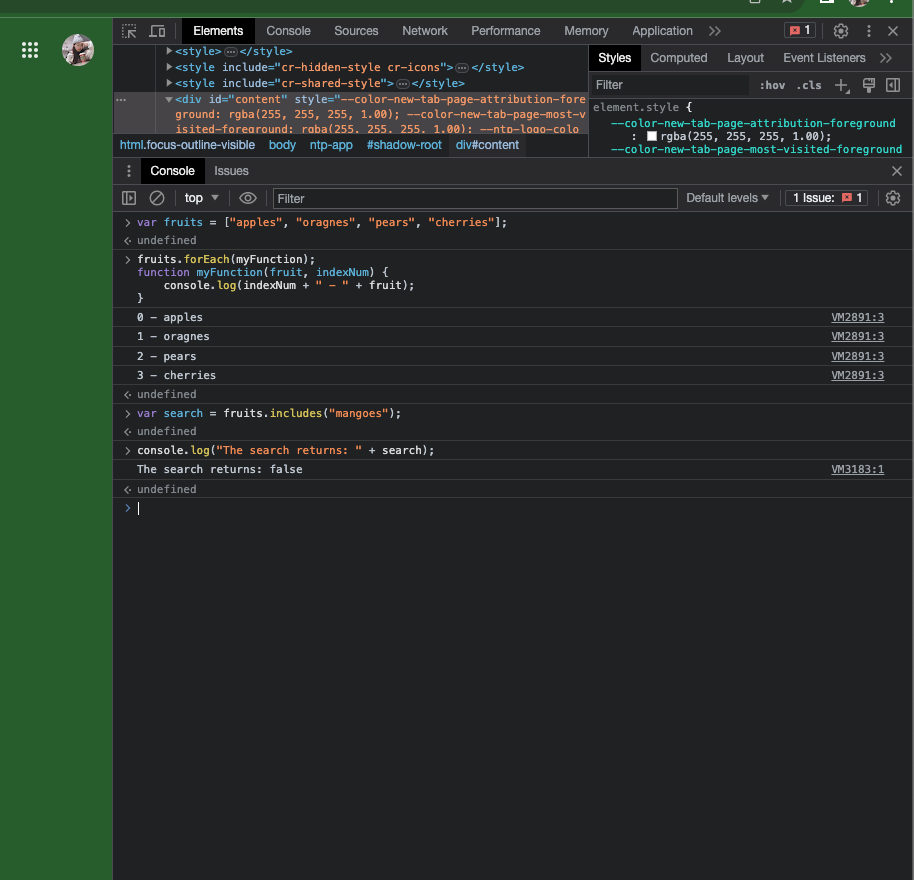 Elements Console Sources Network Performance Memory Application 1
<style> ⋯ </style>
<style include="cr-hidden-style cr-icons"> ⋯ </style>
<style include="cr-shared-style"> ⋯ </style>
<div id="content" style="--color-new-tab-page-attribution-fore
ground: rgba(255, 255, 255, 1.00); --color-new-tab-page-most-v
isited-foreground: rgba(255, 255, 255, 1.00); --ntp-logo-colo
html.focus-outline-visible body ntp-app #shadow-root div#content
Styles Computed Layout Event Listeners
Filter :hov .cls
element.style {
--color-new-tab-page-attribution-foreground
: rgba(255, 255, 255, 1.00);
--color-new-tab-page-most-visited-foreground
Console Issues
top Filter Default levels 1 Issue: 1
> var fruits = ["apples", "oragnes", "pears", "cherries"];
undefined
> fruits.forEach(myFunction);
function myFunction(fruit, indexNum) {
console.log(indexNum + " - " + fruit);
}
0 - apples VM2891:3
1 - oragnes VM2891:3
2 - pears VM2891:3
3 - cherries VM2891:3
undefined
> var search = fruits.includes("mangoes");
undefined
> console.log("The search returns: " + search);
The search returns: false VM3183:1
undefined
>